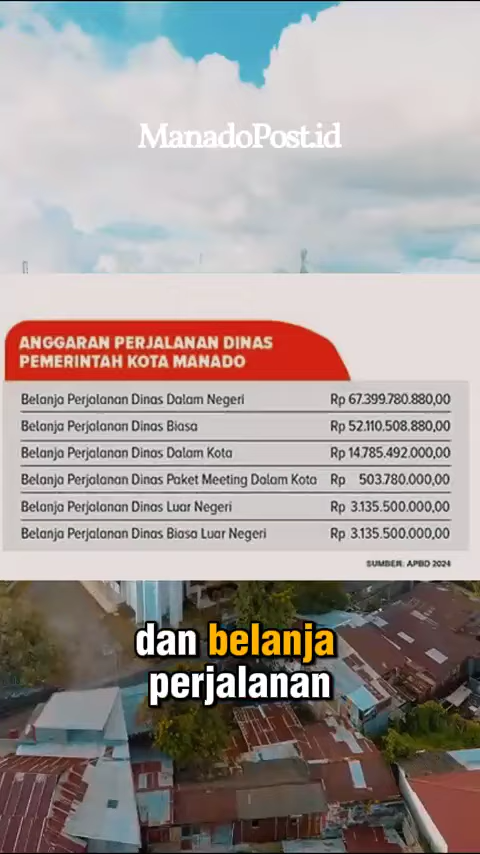 ManadoPost.id
ANGGARAN PERJALANAN DINAS
PEMERINTAH KOTA MANADO
Belanja Perjalanan Dinas Dalam Negeri Rp 67.399.780.880,00
Belanja Perjalanan Dinas Biasa Rp 52.110.508.880,00
Belanja Perjalanan Dinas Dalam Kota Rp 14.785.492.000,00
Belanja Perjalanan Dinas Paket Meeting Dalam Kota Rp 503.780.000,00
Belanja Perjalanan Dinas Luar Negeri Rp 3.135.500.000,00
Belanja Perjalanan Dinas Biasa Luar Negeri Rp 3.135.500.000,00
SUMBER: APBD 2024
dan belanja
perjalanan